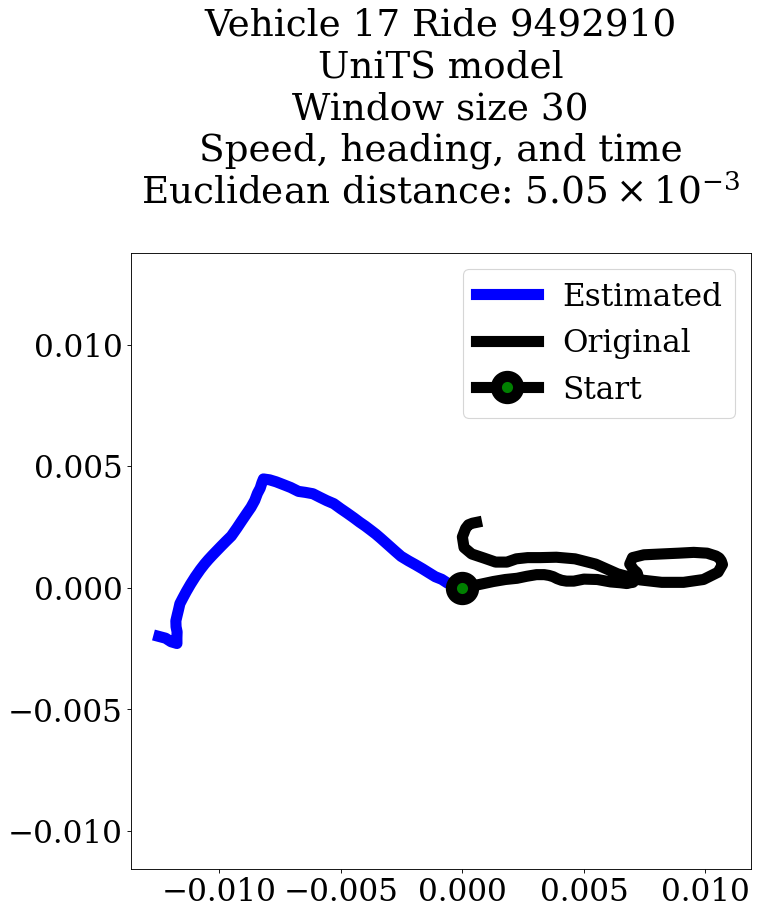 Vehicle 17 Ride 9492910
UniTS model
Window size 30
Speed, heading, and time
Euclidean distance: 5.05 × 10⁻³
Estimated
Original
Start
0.010
0.005
0.000
−0.005
−0.010
−0.010 −0.005 0.000 0.005 0.010